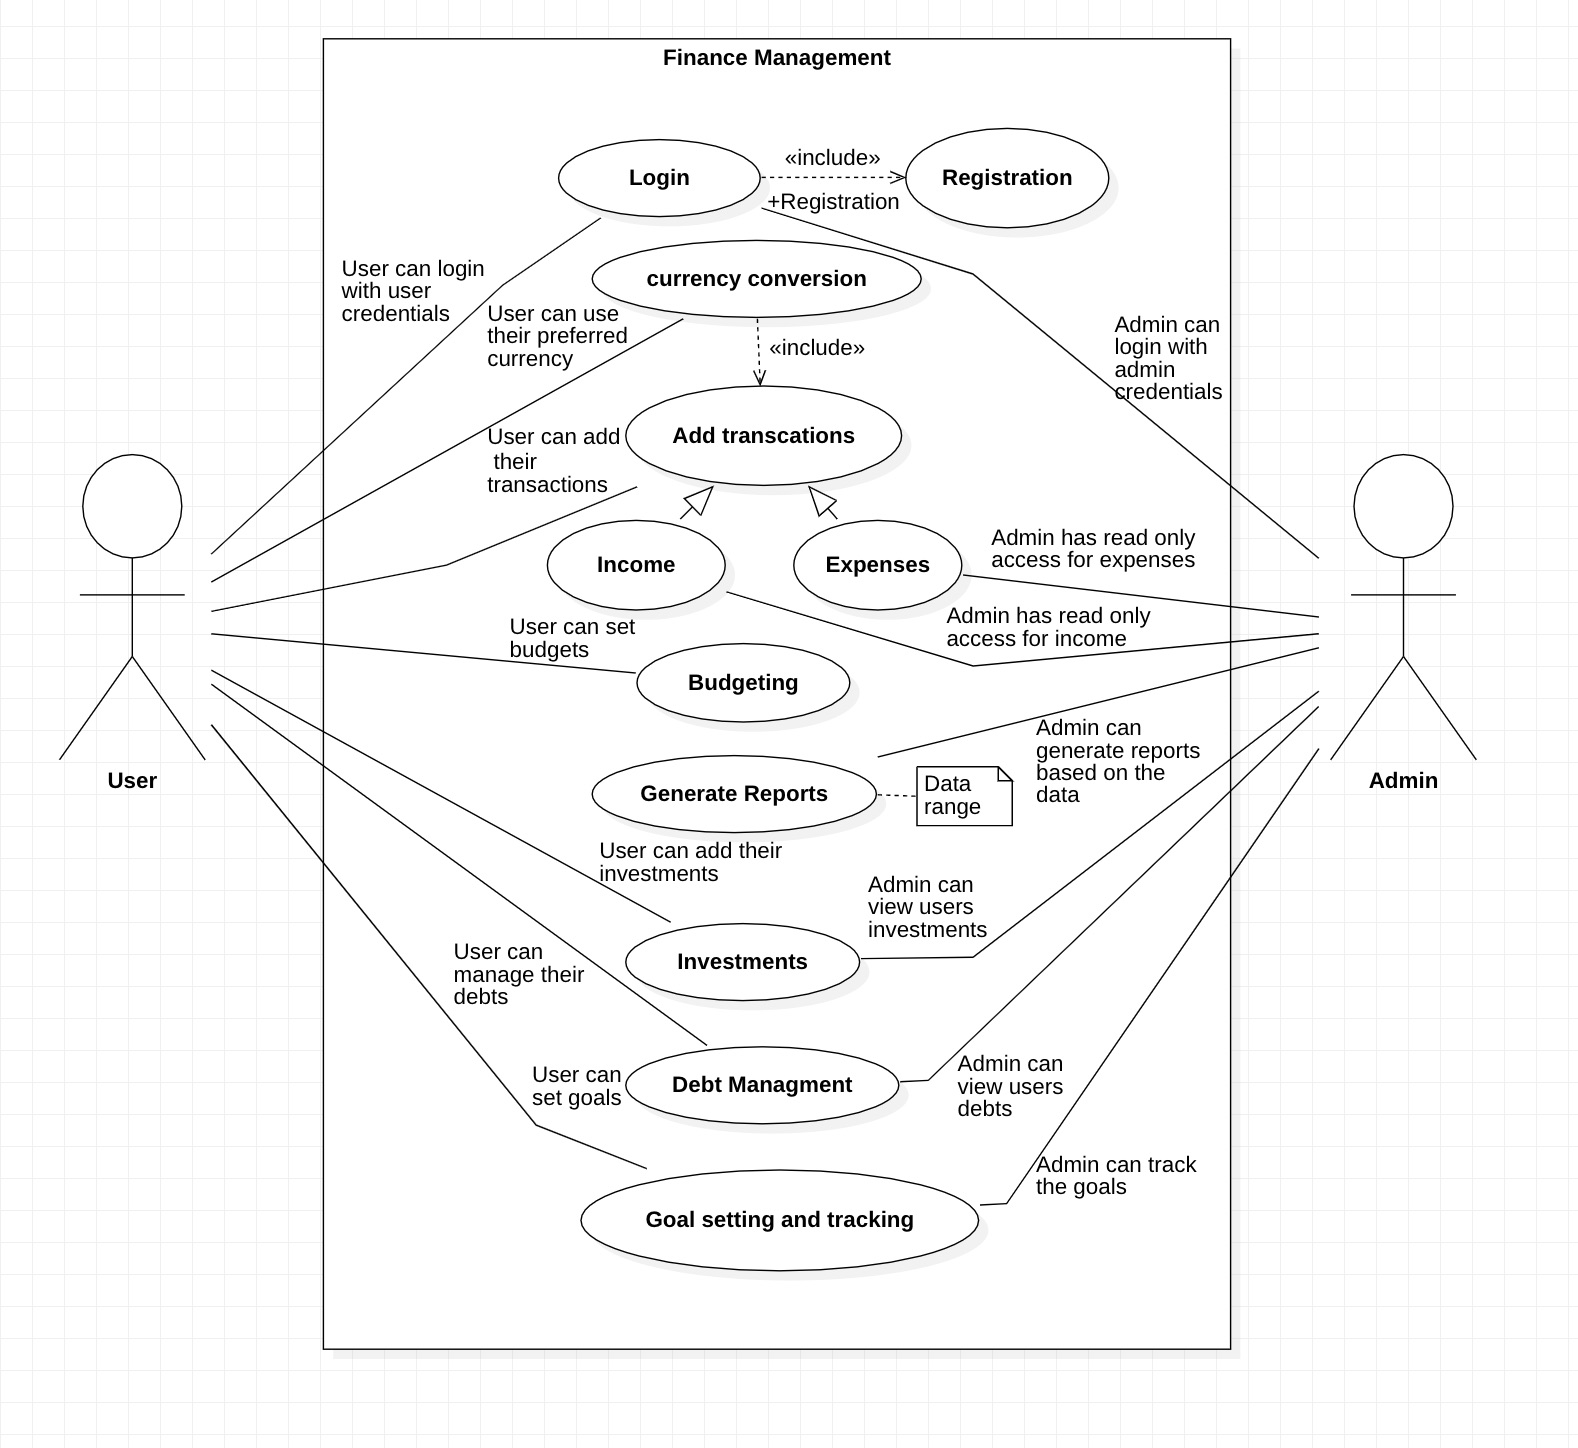 Finance Management
Login
«include»
+Registration
Registration
User can login
with user
credentials
currency conversion
User can use
their preferred
currency
«include»
Admin can
login with
admin
credentials
Add transcations
User can add
their
transactions
Income
Expenses
Admin has read only
access for expenses
Admin has read only
access for income
User can set
budgets
Budgeting
User
Admin
Admin can
generate reports
based on the
data
Generate Reports
Data
range
User can add their
investments
Admin can
view users
investments
Investments
User can
manage their
debts
User can
set goals
Debt Managment
Admin can
view users
debts
Admin can track
the goals
Goal setting and tracking